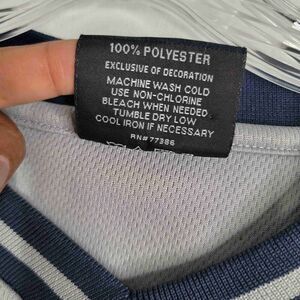 100% POLYESTER
EXCLUSIVE OF DECORATION
MACHINE WASH COLD
USE NON-CHLORINE
BLEACH WHEN NEEDED
TUMBLE DRY LOW
COOL IRON IF NECESSARY
RN#77386